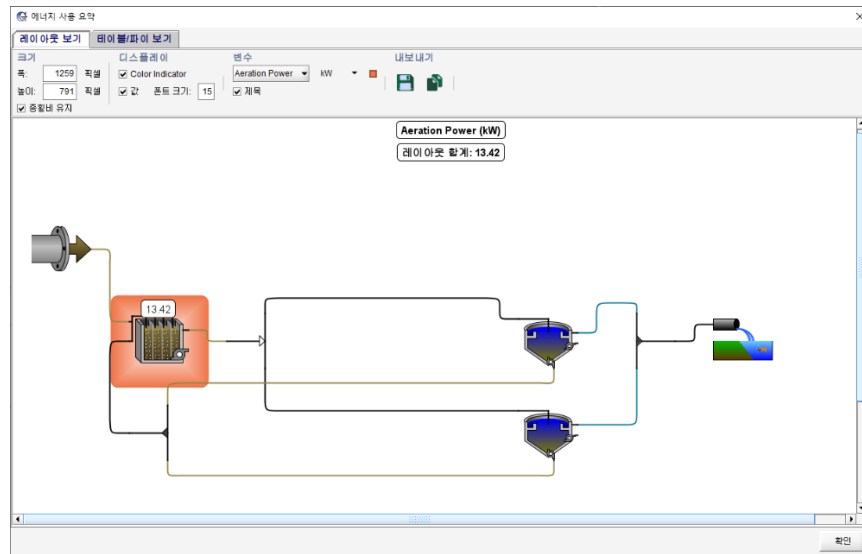 에너지 사용 요약
레이아웃 보기 테이블/파이 보기
크기 디스플레이 변수 내보내기
폭: 1259 픽셀 Color Indicator Aeration Power kW
높이: 791 픽셀 값 폰트 크기: 15 제목
종횡비 유지
Aeration Power (kW)
레이아웃 합계: 13.42
13.42
확인